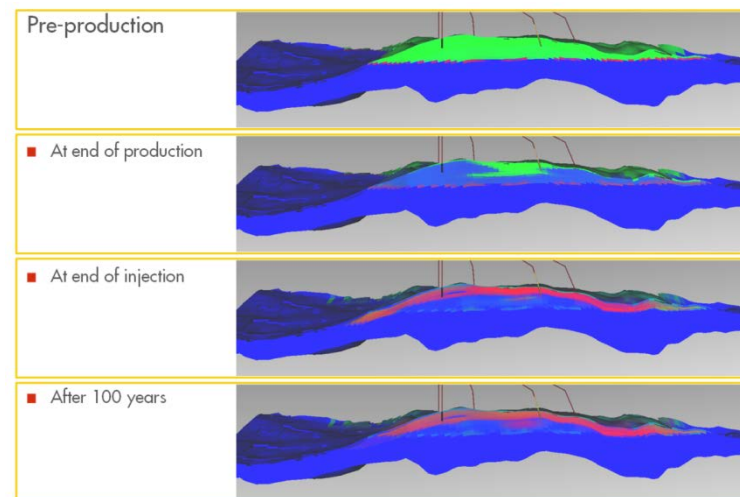 Pre-production
At end of production
At end of injection
After 100 years